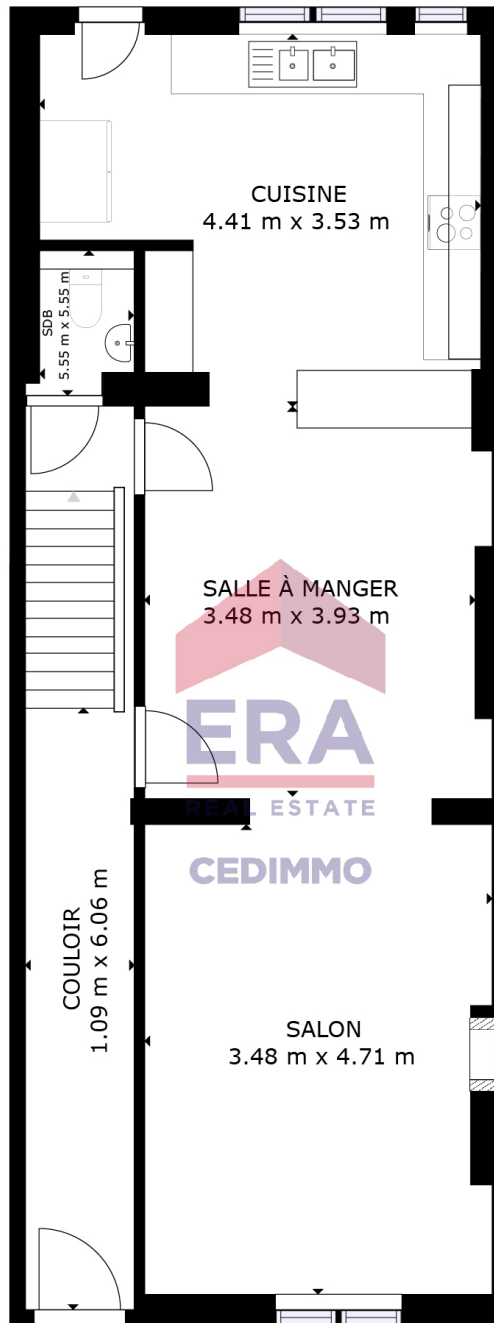 CUISINE
4.41 m x 3.53 m
SDB
5.55 m x 5.55 m
SALLE À MANGER
3.48 m x 3.93 m
ERA
REAL ESTATE
CEDIMMO
COULOIR
1.09 m x 6.06 m
SALON
3.48 m x 4.71 m